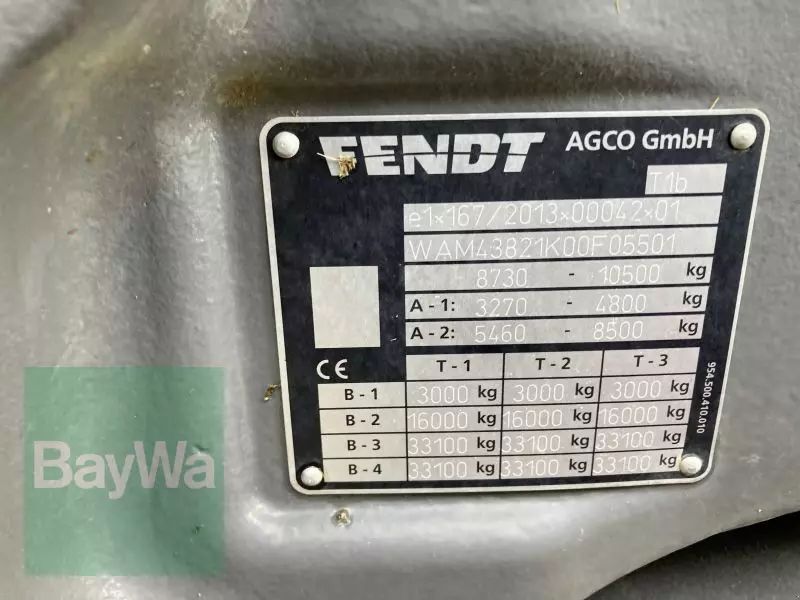 FENDT AGCO GmbH
T1b
e1*167/2013*00042*01
WAM43821K00F05501
8730 - 10500 kg
A - 1: 3270 - 4800 kg
A - 2: 5460 - 8500 kg
CE T - 1 T - 2 T - 3
B - 1 3000 kg 3000 kg 3000 kg
B - 2 16000 kg 16000 kg 16000 kg
B - 3 33100 kg 33100 kg 33100 kg
B - 4 33100 kg 33100 kg 33100 kg
954.500.410.010
BayWa